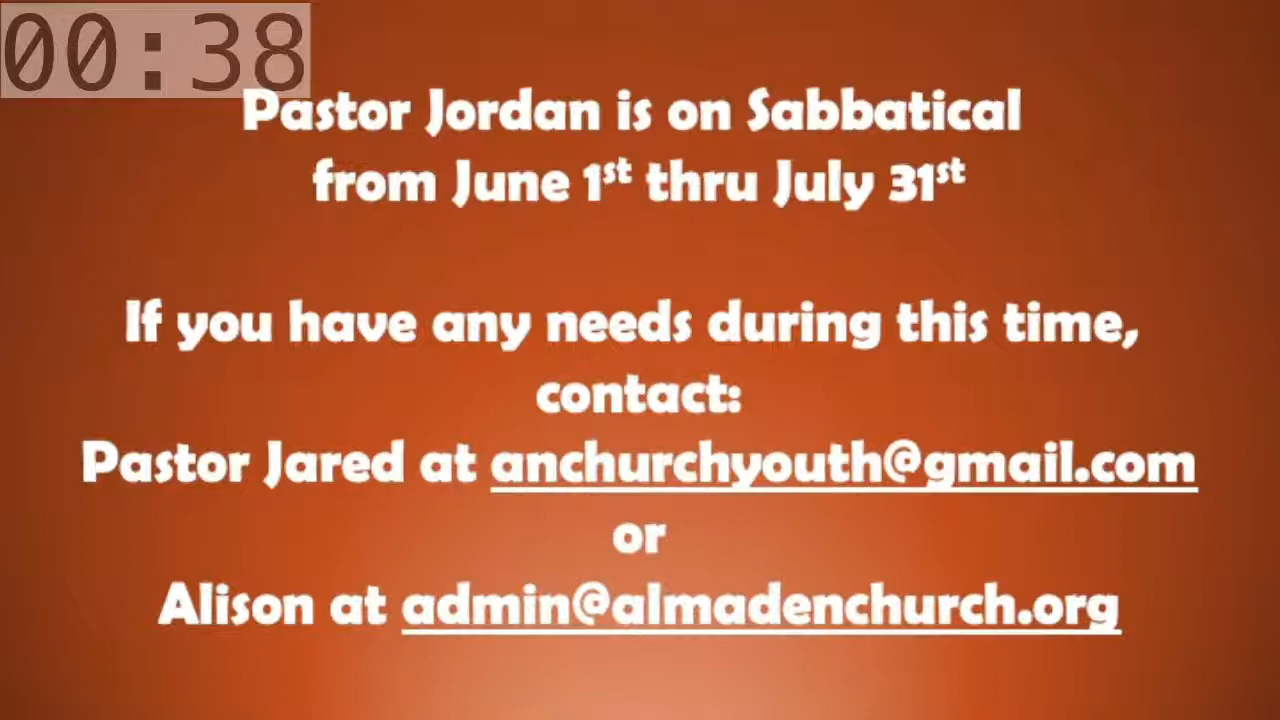 00:38
Pastor Jordan is on Sabbatical
from June 1st thru July 31st
If you have any needs during this time,
contact:
Pastor Jared at anchurchyouth@gmail.com
or
Alison at admin@almadenchurch.org